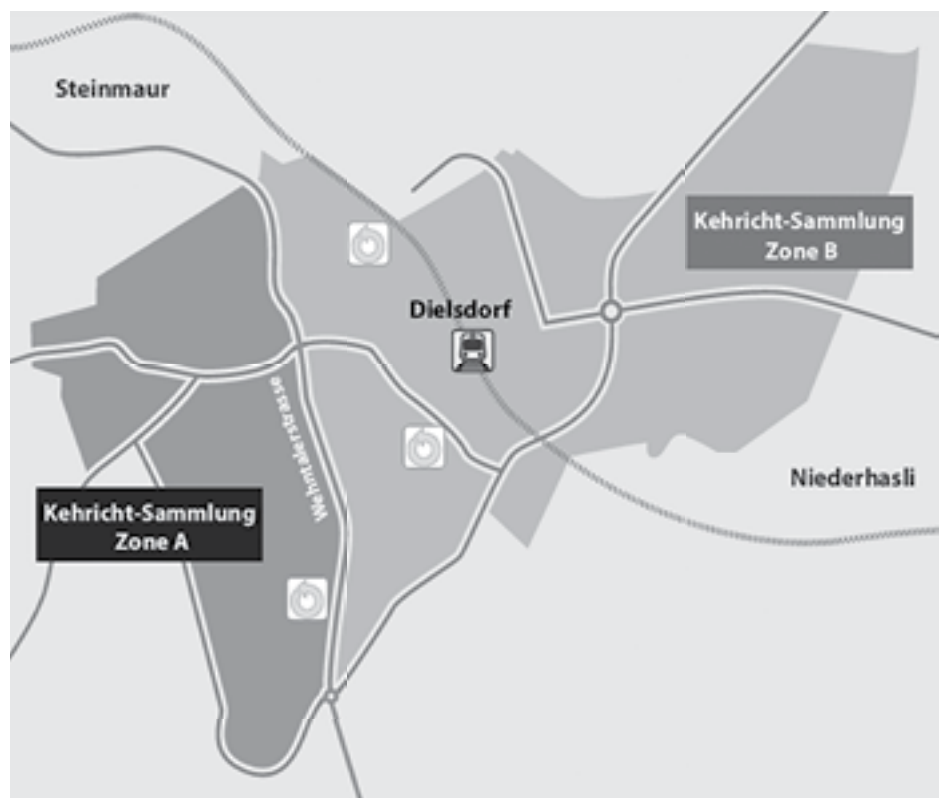 Steinmaur
Kehricht-Sammlung
Zone B
Dielsdorf
Wehntalerstrasse
Niederhasli
Kehricht-Sammlung
Zone A